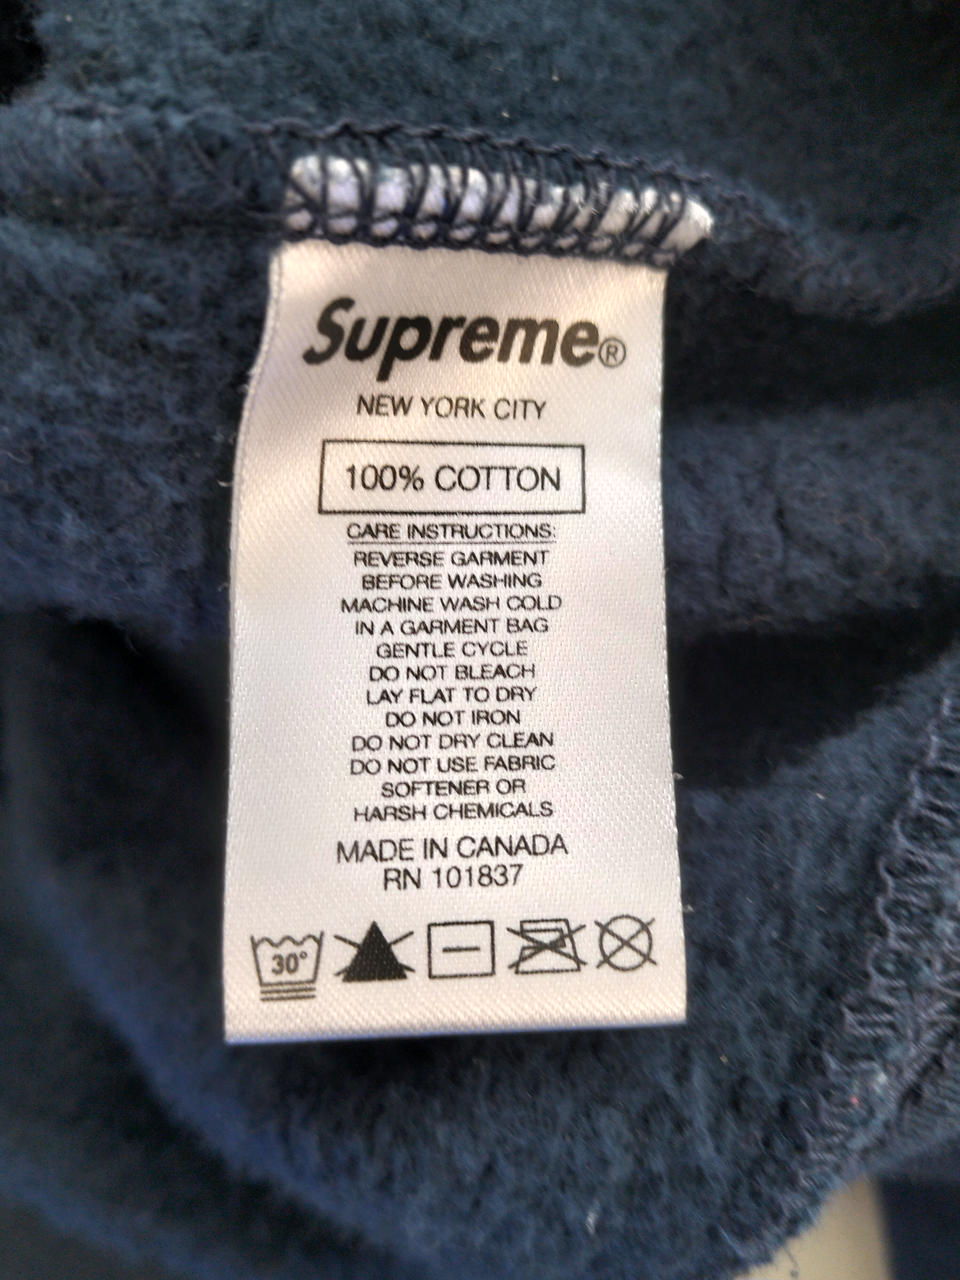 Supreme®
NEW YORK CITY
100% COTTON
CARE INSTRUCTIONS:
REVERSE GARMENT
BEFORE WASHING
MACHINE WASH COLD
IN A GARMENT BAG
GENTLE CYCLE
DO NOT BLEACH
LAY FLAT TO DRY
DO NOT IRON
DO NOT DRY CLEAN
DO NOT USE FABRIC
SOFTENER OR
HARSH CHEMICALS
MADE IN CANADA
RN 101837
30°